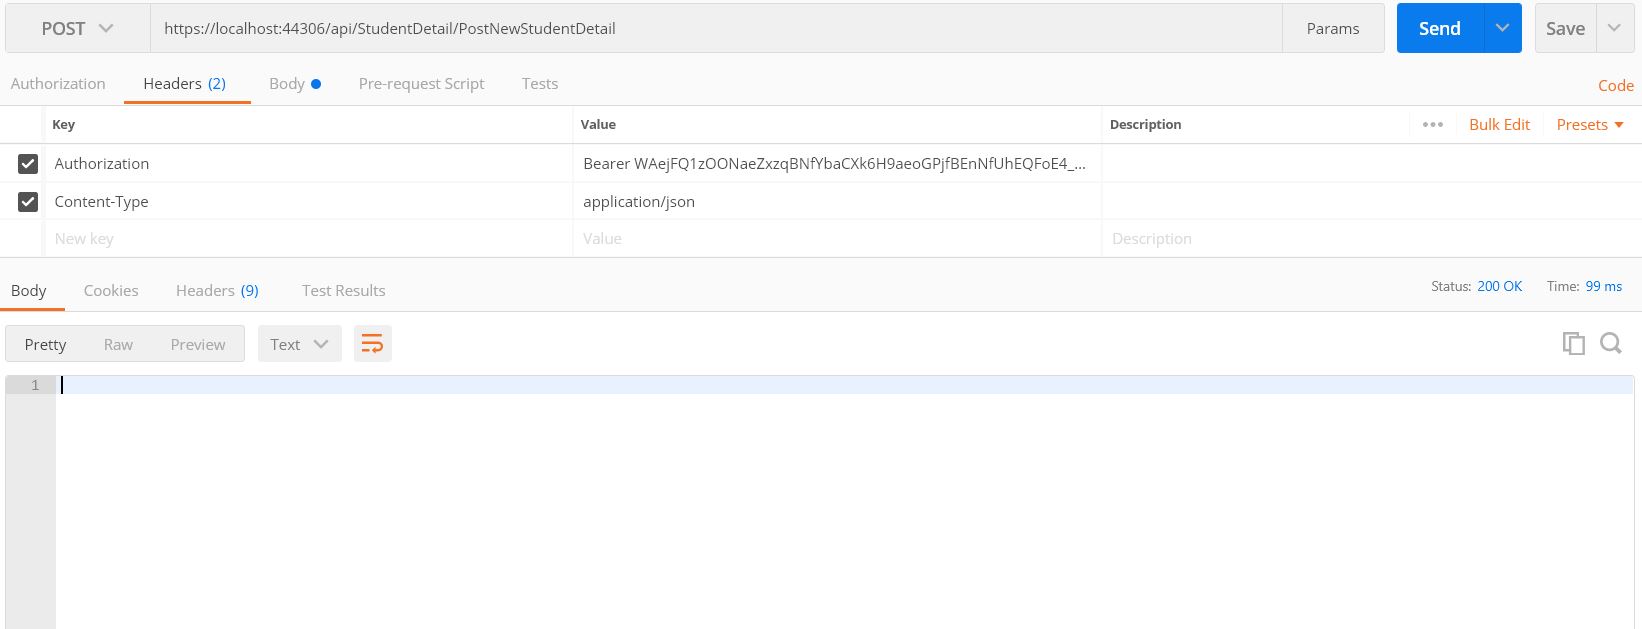 POST https://localhost:44306/api/StudentDetail/PostNewStudentDetail Params Send Save
Authorization Headers (2) Body Pre-request Script Tests Code
Key Value Description ••• Bulk Edit Presets
Authorization Bearer WAejFQ1zOONaeZxzqBNfYbaCXk6H9aeoGPjfBEnNfUhEQFoE4_...
Content-Type application/json
New key Value Description
Body Cookies Headers (9) Test Results Status: 200 OK Time: 99 ms
Pretty Raw Preview Text
1